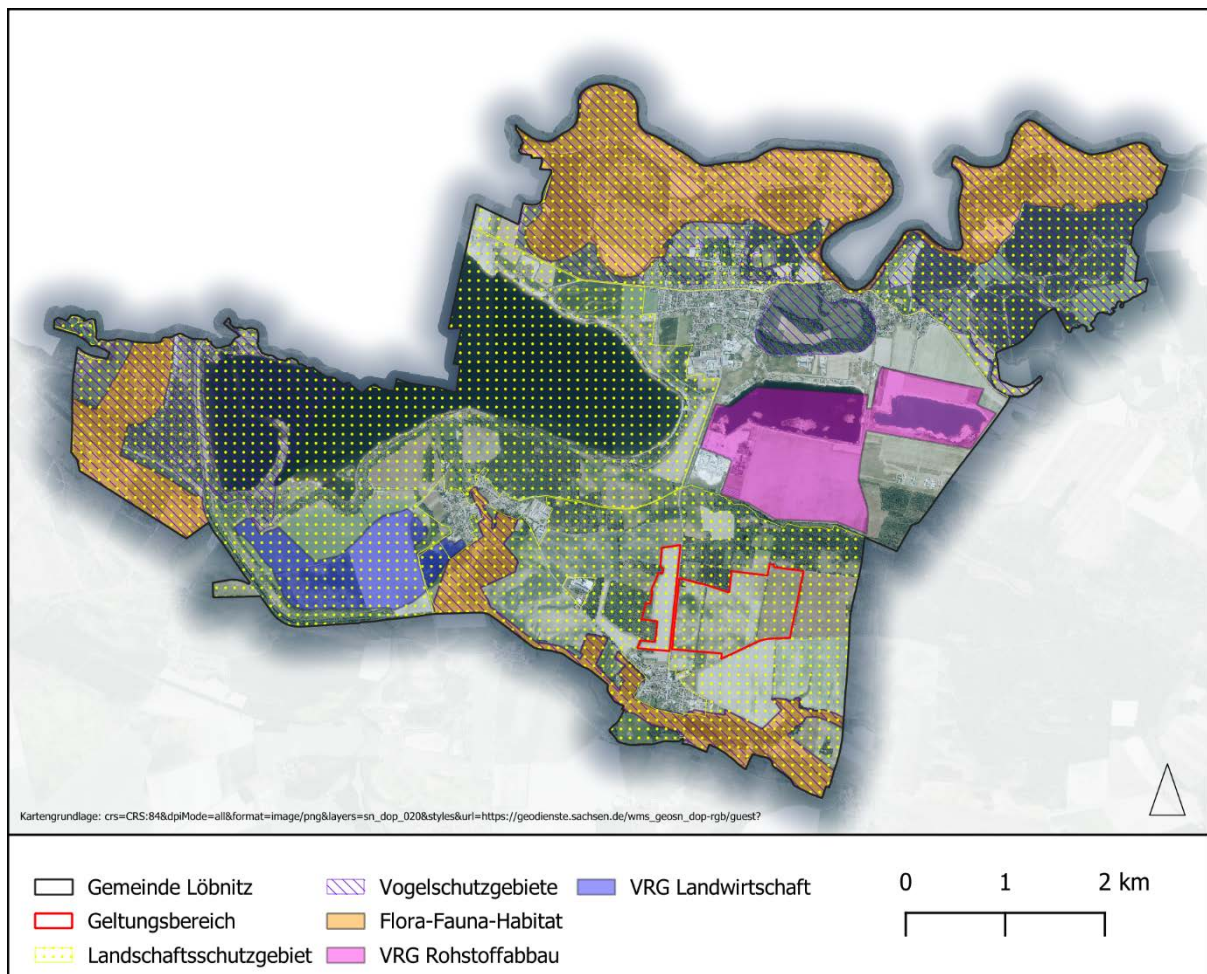 Kartengrundlage: crs=CRS:84&dpiMode=all&format=image/png&layers=sn_dop_020&styles&url=https://geodienste.sachsen.de/wms_geosn_dop-rgb/guest?
Gemeinde Löbnitz
Vogelschutzgebiete
VRG Landwirtschaft
0 1 2 km
Geltungsbereich
Flora-Fauna-Habitat
Landschaftsschutzgebiet
VRG Rohstoffabbau